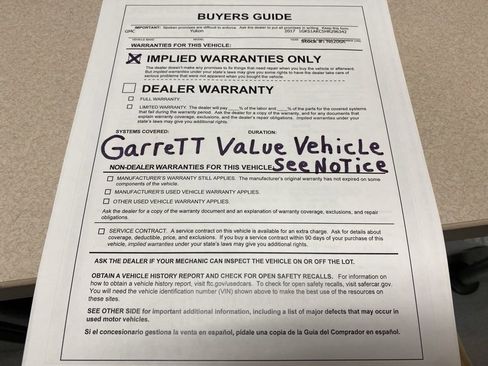 BUYERS GUIDE
IMPORTANT: Spoken promises are difficult to enforce. Ask the dealer to put all promises in writing. Keep this form.
GMC Yukon 2017
VEHICLE MAKE MODEL YEAR
WARRANTIES FOR THIS VEHICLE:
X IMPLIED WARRANTIES ONLY
The dealer doesn't make any promises to fix things that need repair when you buy the vehicle or afterward.
But implied warranties under your state's laws may give you some rights to have the dealer take care of
serious problems that were not apparent when you bought the vehicle.
DEALER WARRANTY
FULL WARRANTY.
LIMITED WARRANTY. The dealer will pay ____% of the labor and ____% of the parts for the covered systems
that fail during the warranty period. Ask the dealer for a copy of the warranty, and for any documents that
explain warranty coverage, exclusions, and the dealer's repair obligations. Implied warranties under your
state's laws may give you additional rights.
SYSTEMS COVERED: DURATION:
GarreTT Value Vehicle
NON-DEALER WARRANTIES FOR THIS VEHICLE
See NoTice
MANUFACTURER'S WARRANTY STILL APPLIES. The manufacturer's original warranty has not expired on some
components of the vehicle.
MANUFACTURER'S USED VEHICLE WARRANTY APPLIES.
OTHER USED VEHICLE WARRANTY APPLIES.
Ask the dealer for a copy of the warranty document and an explanation of warranty coverage, exclusions, and repair
obligations.
SERVICE CONTRACT. A service contract on this vehicle is available for an extra charge. Ask for details about
coverage, deductible, price, and exclusions. If you buy a service contract within 90 days of your purchase of this
vehicle, implied warranties under your state's laws may give you additional rights.
ASK THE DEALER IF YOUR MECHANIC CAN INSPECT THE VEHICLE ON OR OFF THE LOT.
OBTAIN A VEHICLE HISTORY REPORT AND CHECK FOR OPEN SAFETY RECALLS. For information on
how to obtain a vehicle history report, visit ftc.gov/usedcars. To check for open safety recalls, visit safercar.gov.
You will need the vehicle identification number (VIN) shown above to make the best use of the resources on
these sites.
SEE OTHER SIDE for important additional information, including a list of major defects that may occur in
used motor vehicles.
Si el concesionario gestiona la venta en español, pídale una copia de la Guía del Comprador en español.